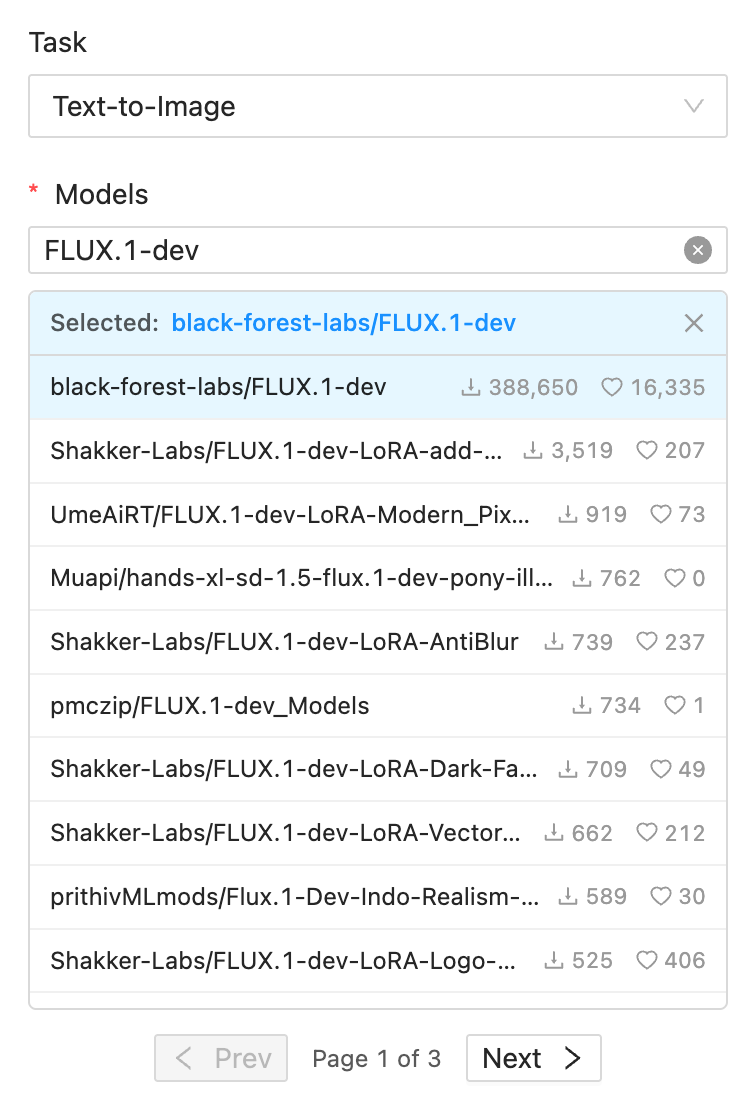 Task
Text-to-Image
* Models
FLUX.1-dev
Selected: black-forest-labs/FLUX.1-dev
black-forest-labs/FLUX.1-dev 388,650 16,335
Shakker-Labs/FLUX.1-dev-LoRA-add-... 3,519 207
UmeAiRT/FLUX.1-dev-LoRA-Modern_Pix... 919 73
Muapi/hands-xl-sd-1.5-flux.1-dev-pony-ill... 762 0
Shakker-Labs/FLUX.1-dev-LoRA-AntiBlur 739 237
pmczip/FLUX.1-dev_Models 734 1
Shakker-Labs/FLUX.1-dev-LoRA-Dark-Fa... 709 49
Shakker-Labs/FLUX.1-dev-LoRA-Vector... 662 212
prithivMLmods/Flux.1-Dev-Indo-Realism-... 589 30
Shakker-Labs/FLUX.1-dev-LoRA-Logo-... 525 406
Prev Page 1 of 3 Next